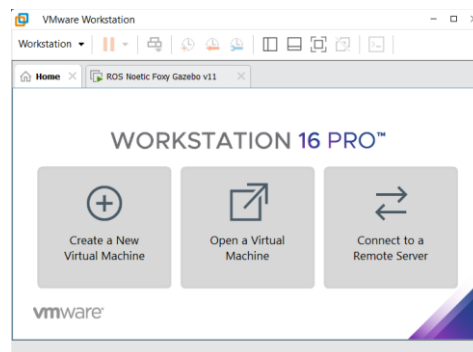 VMware Workstation
Workstation
Home
ROS Noetic Foxy Gazebo v11
WORKSTATION 16 PRO™
Create a New
Virtual Machine
Open a Virtual
Machine
Connect to a
Remote Server
vmware®